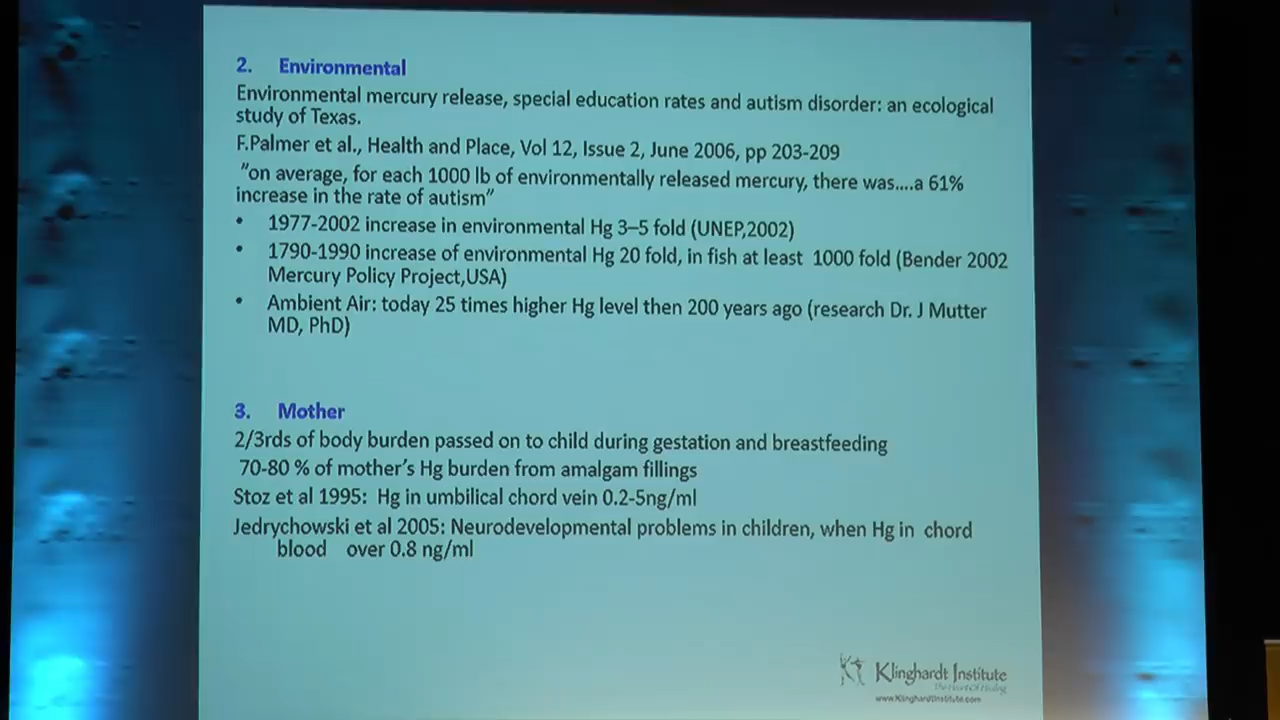 2. Environmental
Environmental mercury release, special education rates and autism disorder: an ecological
study of Texas.
F.Palmer et al., Health and Place, Vol 12, Issue 2, June 2006, pp 203-209
"on average, for each 1000 lb of environmentally released mercury, there was....a 61%
increase in the rate of autism"
• 1977-2002 increase in environmental Hg 3–5 fold (UNEP,2002)
• 1790-1990 increase of environmental Hg 20 fold, in fish at least 1000 fold (Bender 2002
Mercury Policy Project,USA)
• Ambient Air: today 25 times higher Hg level then 200 years ago (research Dr. J Mutter
MD, PhD)
3. Mother
2/3rds of body burden passed on to child during gestation and breastfeeding
70-80 % of mother's Hg burden from amalgam fillings
Stoz et al 1995: Hg in umbilical chord vein 0.2-5ng/ml
Jedrychowski et al 2005: Neurodevelopmental problems in children, when Hg in chord
blood over 0.8 ng/ml
Klinghardt Institute
The Heart Of Healing
www.KlinghardtInstitute.com